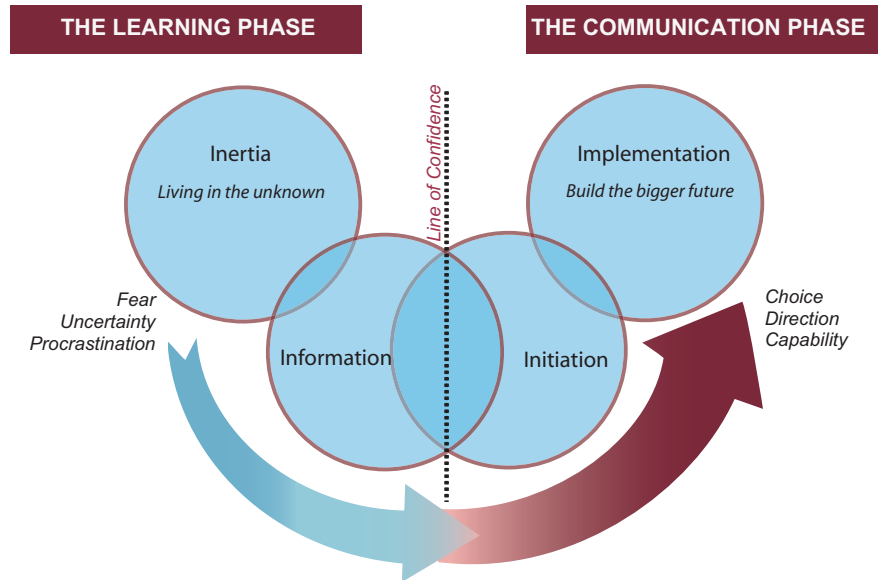 THE LEARNING PHASE
THE COMMUNICATION PHASE
Line of Confidence
Inertia
Living in the unknown
Implementation
Build the bigger future
Fear
Uncertainty
Procrastination
Choice
Direction
Capability
Information
Initiation